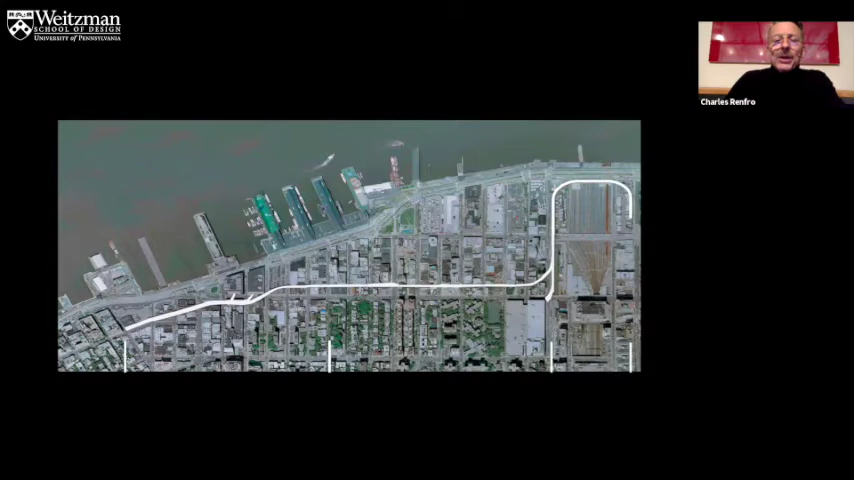 Weitzman
SCHOOL OF DESIGN
UNIVERSITY OF PENNSYLVANIA
Charles Renfro